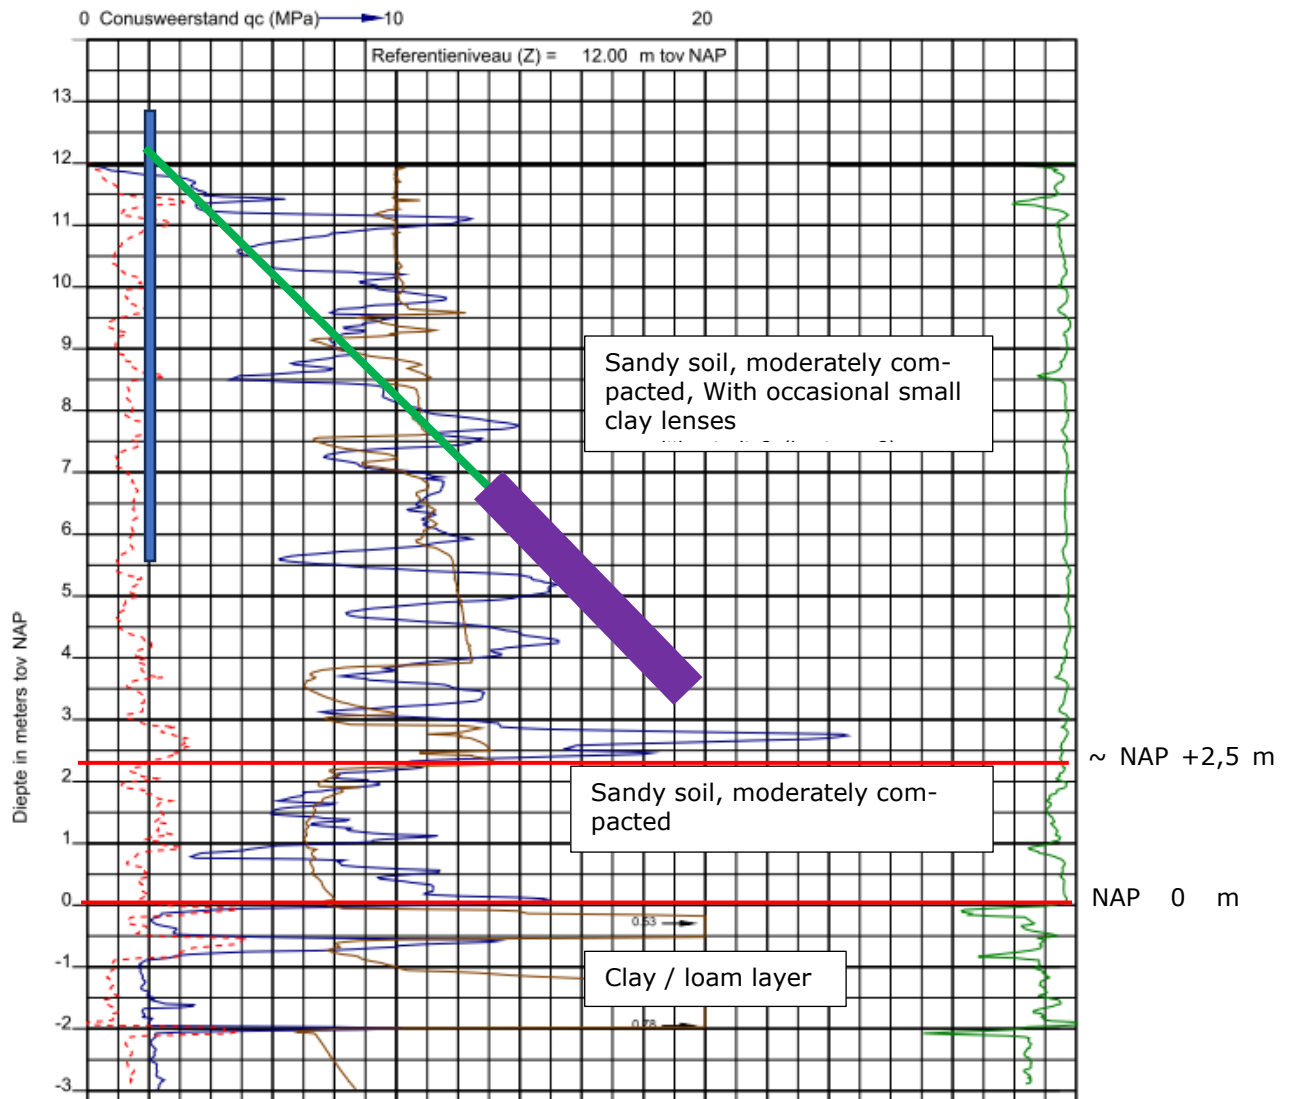 0 Conusweerstand qc (MPa) 10 20
Referentieniveau (Z) = 12.00 m tov NAP
13
12
11
10
9
8
7
6
5
4
3
2
1
0
-1
-2
-3
Diepte in meters tov NAP
Sandy soil, moderately com-
pacted, With occasional small
clay lenses
~ NAP +2,5 m
Sandy soil, moderately com-
pacted
NAP 0 m
0.53
Clay / loam layer
0.78